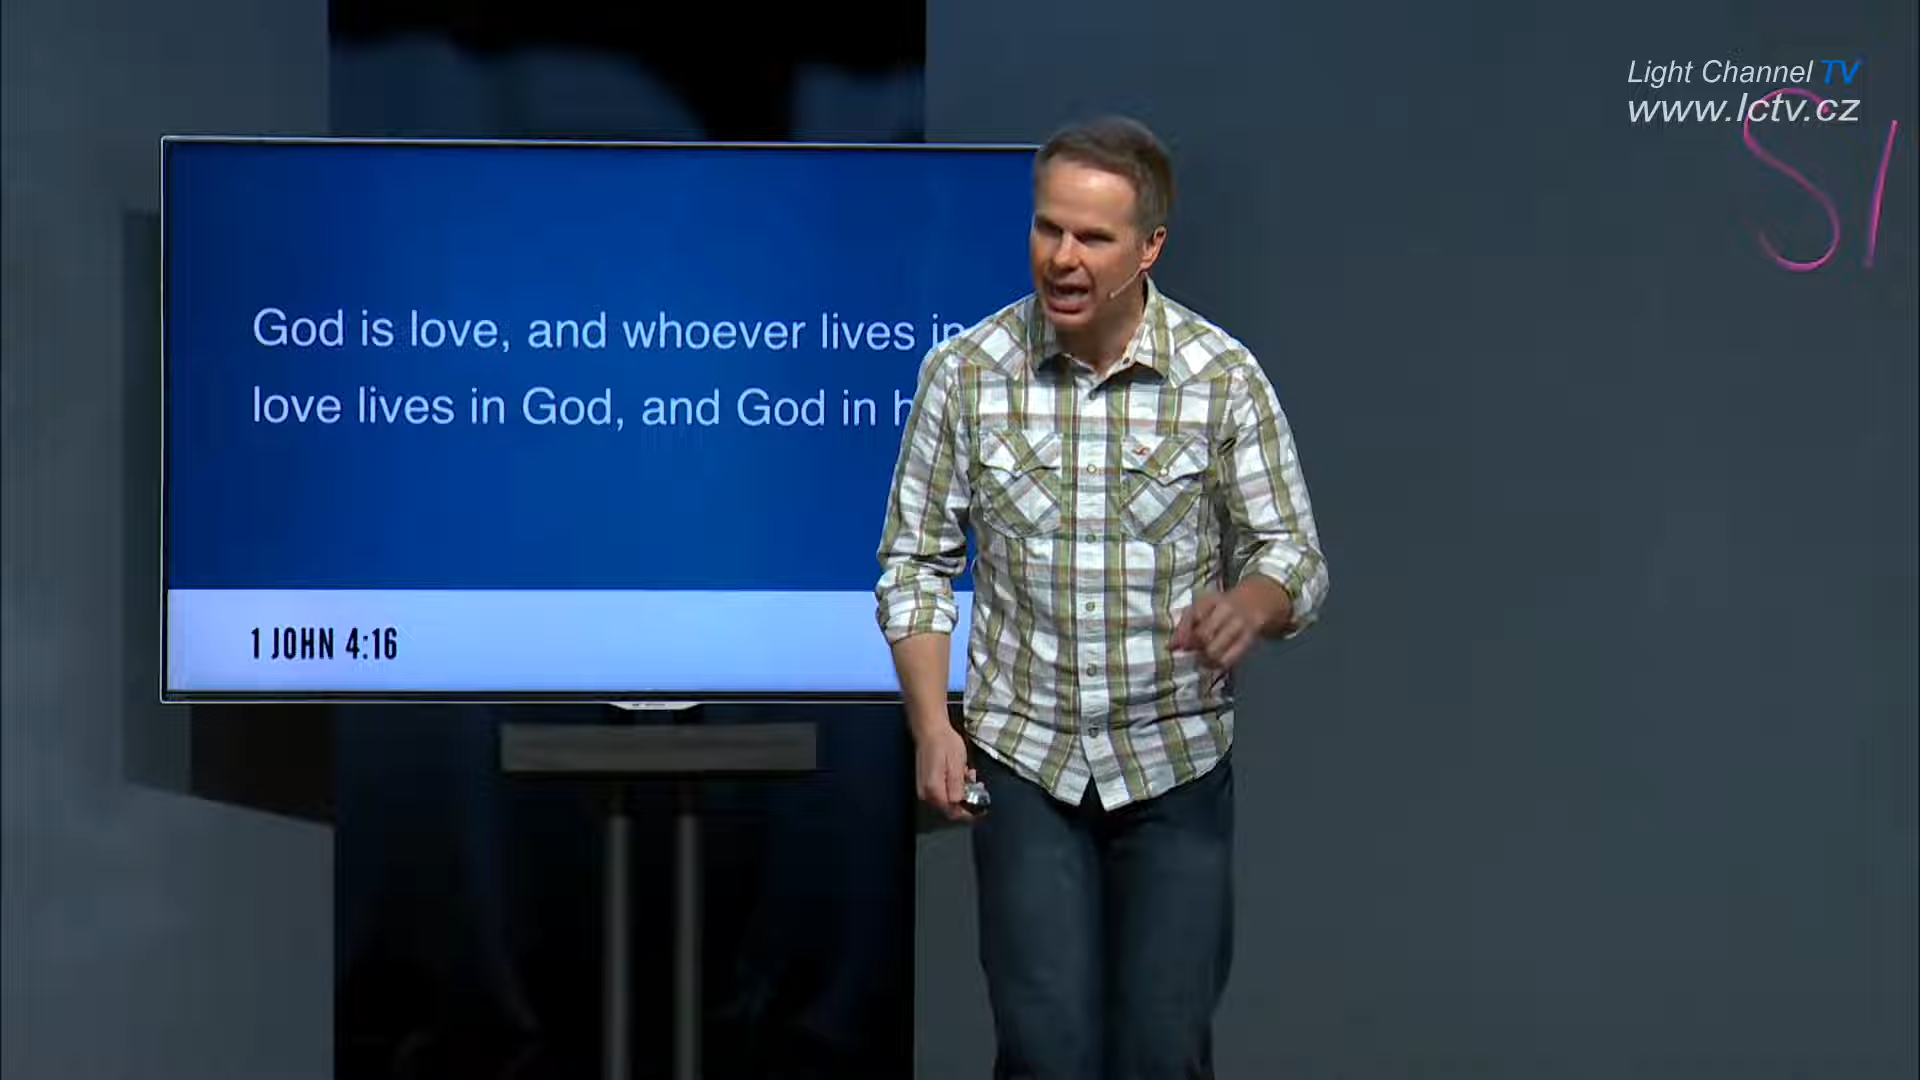 Light Channel TV
www.lctv.cz
SI
God is love, and whoever lives in
love lives in God, and God in
1 JOHN 4:16